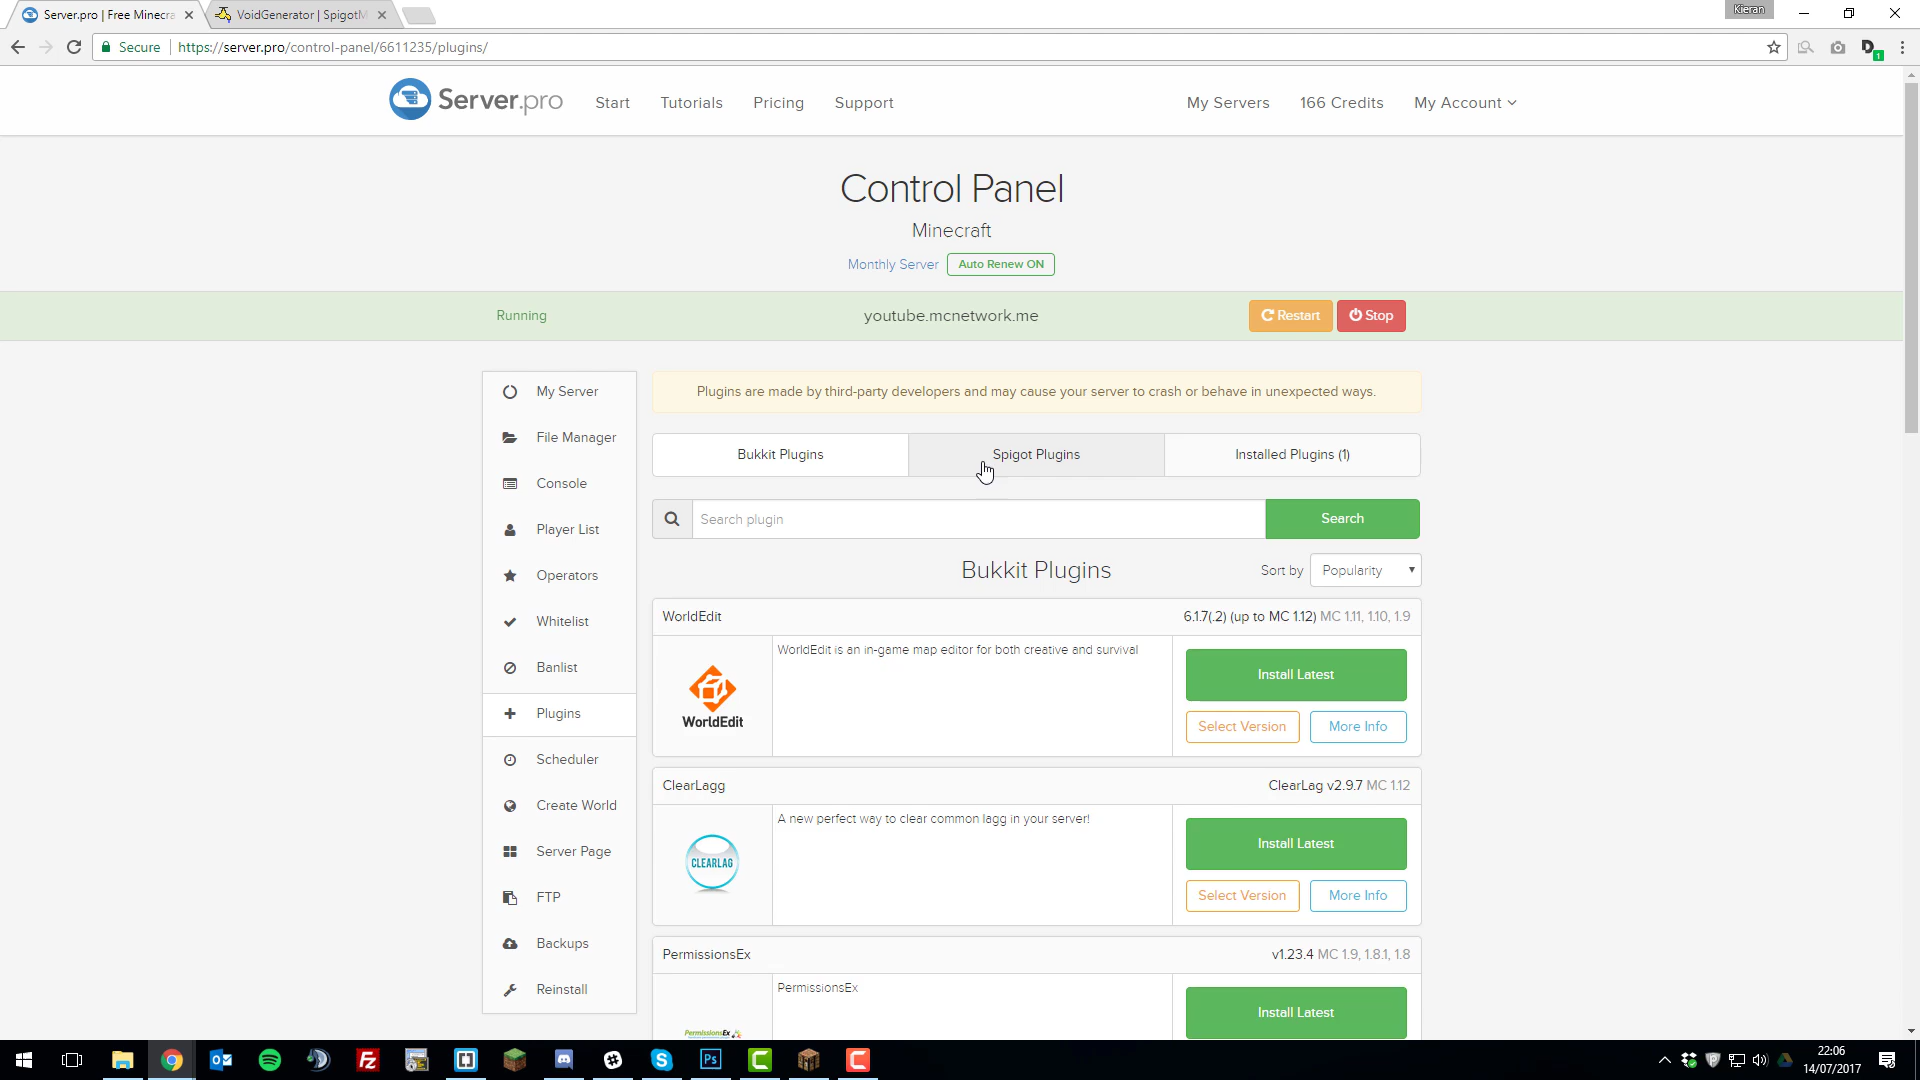 Server.pro | Free Minecra
VoidGenerator | SpigotM
Kieran
Secure
https://server.pro/control-panel/6611235/plugins/
D
1
Server.pro
Start
Tutorials
Pricing
Support
My Servers
166 Credits
My Account
Control Panel
Minecraft
Monthly Server
Auto Renew ON
Running
youtube.mcnetwork.me
Restart
Stop
My Server
File Manager
Console
Player List
Operators
Whitelist
Banlist
Plugins
Scheduler
Create World
Server Page
FTP
Backups
Reinstall
Plugins are made by third-party developers and may cause your server to crash or behave in unexpected ways.
Bukkit Plugins
Spigot Plugins
Installed Plugins (1)
Search plugin
Search
Bukkit Plugins
Sort by
Popularity
WorldEdit
6.1.7(.2) (up to MC 1.12) MC 1.11, 1.10, 1.9
WorldEdit
WorldEdit is an in-game map editor for both creative and survival
Install Latest
Select Version
More Info
ClearLagg
ClearLag v2.9.7 MC 1.12
CLEARLAG
A new perfect way to clear common lagg in your server!
Install Latest
Select Version
More Info
PermissionsEx
v1.23.4 MC 1.9, 1.8.1, 1.8
PermissionsEx
PermissionsEx
Install Latest
Fz
Ps
22:06
14/07/2017